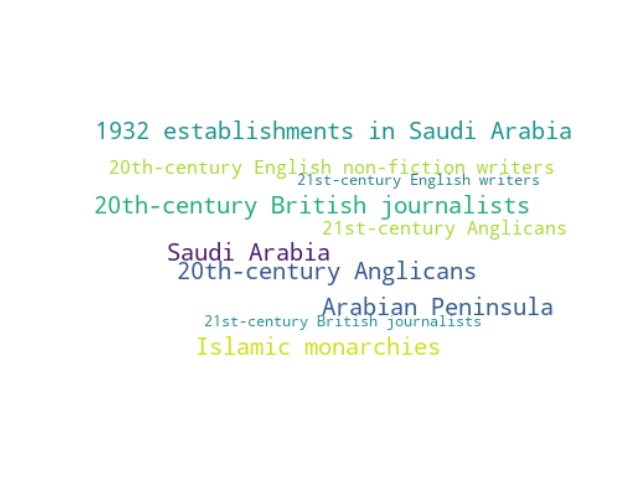 1932 establishments in Saudi Arabia
20th-century English non-fiction writers
21st-century English writers
20th-century British journalists
21st-century Anglicans
Saudi Arabia
20th-century Anglicans
Arabian Peninsula
21st-century British journalists
Islamic monarchies